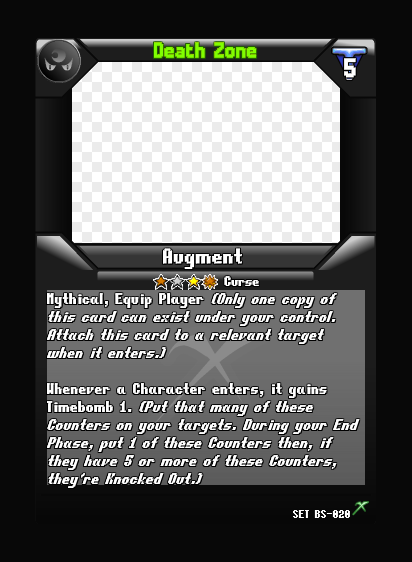 Death Zone
5
Augment
Curse
Mythical, Equip Player (Only one copy of
this card can exist under your control.
Attach this card to a relevant target
when it enters.)
Whenever a Character enters, it gains
Timebomb 1. (Put that many of these
Counters on your targets. During your End
Phase, put 1 of these Counters then, if
they have 5 or more of these Counters,
they're Knocked Out.)
SET BS-020